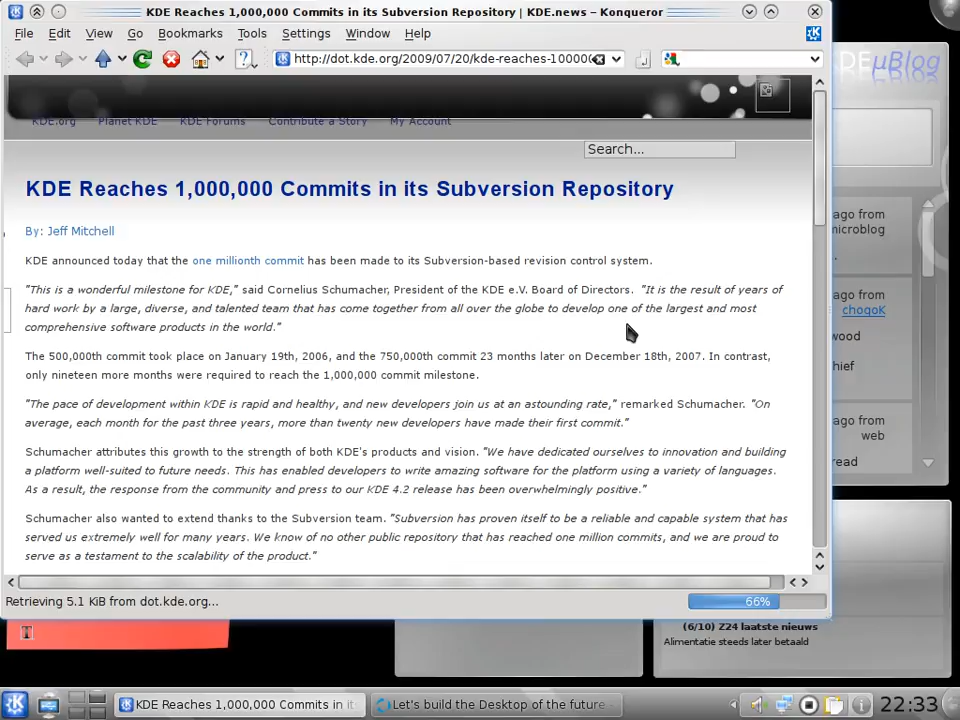 KDE Reaches 1,000,000 Commits in its Subversion Repository | KDE.news – Konqueror
File Edit View Go Bookmarks Tools Settings Window Help
http://dot.kde.org/2009/07/20/kde-reaches-10000
KDE.org Planet KDE KDE Forums Contribute a Story My Account
Search...
KDE Reaches 1,000,000 Commits in its Subversion Repository
By: Jeff Mitchell
KDE announced today that the one millionth commit has been made to its Subversion-based revision control system.
"This is a wonderful milestone for KDE," said Cornelius Schumacher, President of the KDE e.V. Board of Directors. "It is the result of years of
hard work by a large, diverse, and talented team that has come together from all over the globe to develop one of the largest and most
comprehensive software products in the world."
The 500,000th commit took place on January 19th, 2006, and the 750,000th commit 23 months later on December 18th, 2007. In contrast,
only nineteen more months were required to reach the 1,000,000 commit milestone.
"The pace of development within KDE is rapid and healthy, and new developers join us at an astounding rate," remarked Schumacher. "On
average, each month for the past three years, more than twenty new developers have made their first commit."
Schumacher attributes this growth to the strength of both KDE's products and vision. "We have dedicated ourselves to innovation and building
a platform well-suited to future needs. This has enabled developers to write amazing software for the platform using a variety of languages.
As a result, the response from the community and press to our KDE 4.2 release has been overwhelmingly positive."
Schumacher also wanted to extend thanks to the Subversion team. "Subversion has proven itself to be a reliable and capable system that has
served us extremely well for many years. We know of no other public repository that has reached one million commits, and we are proud to
serve as a testament to the scalability of the product."
Retrieving 5.1 KiB from dot.kde.org...
66%
DE µBlog
ago from
microblog
ago from
choqoK
wood
hief
ago from
web
read
(6/10) Z24 laatste nieuws
Alimentatie steeds later betaald
KDE Reaches 1,000,000 Commits in its
Let's build the Desktop of the future
22:33